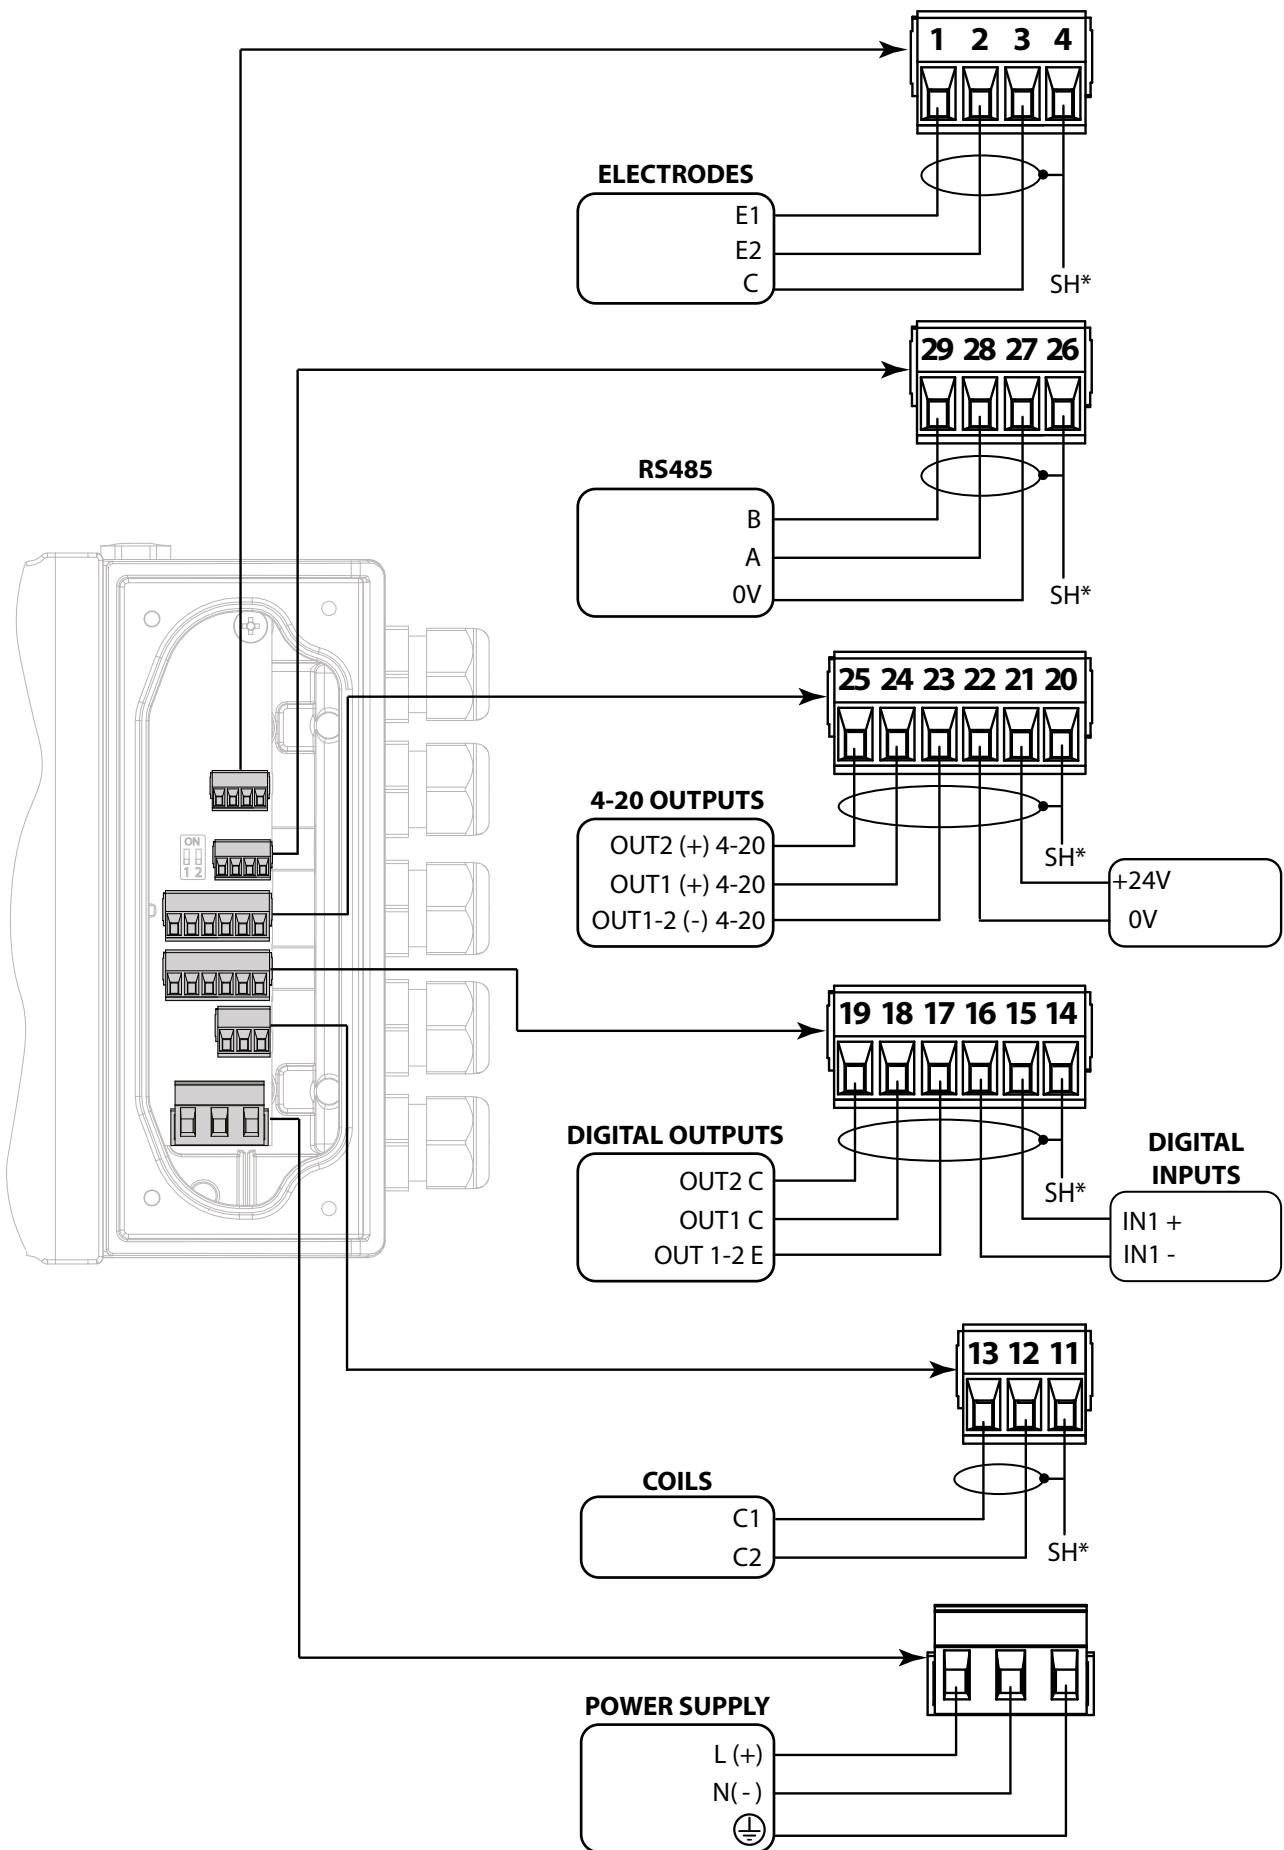 1 2 3 4
ELECTRODES
E1
E2
C
SH*
29 28 27 26
RS485
B
A
0V
SH*
25 24 23 22 21 20
4-20 OUTPUTS
OUT2 (+) 4-20
OUT1 (+) 4-20
OUT1-2 (-) 4-20
SH*
+24V
0V
ON
1 2
19 18 17 16 15 14
DIGITAL OUTPUTS
OUT2 C
OUT1 C
OUT 1-2 E
SH*
DIGITAL
INPUTS
IN1 +
IN1 -
13 12 11
COILS
C1
C2
SH*
POWER SUPPLY
L (+)
N( - )